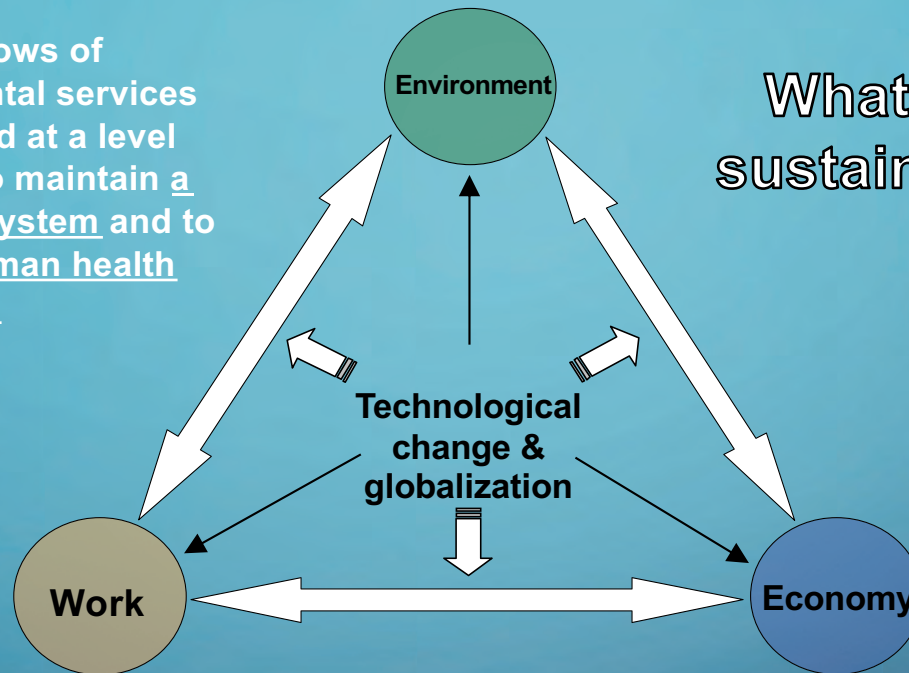 ows of
ntal services
d at a level
o maintain a
ystem and to
man health
Environment
What
sustain
Technological
change &
globalization
Work
Economy